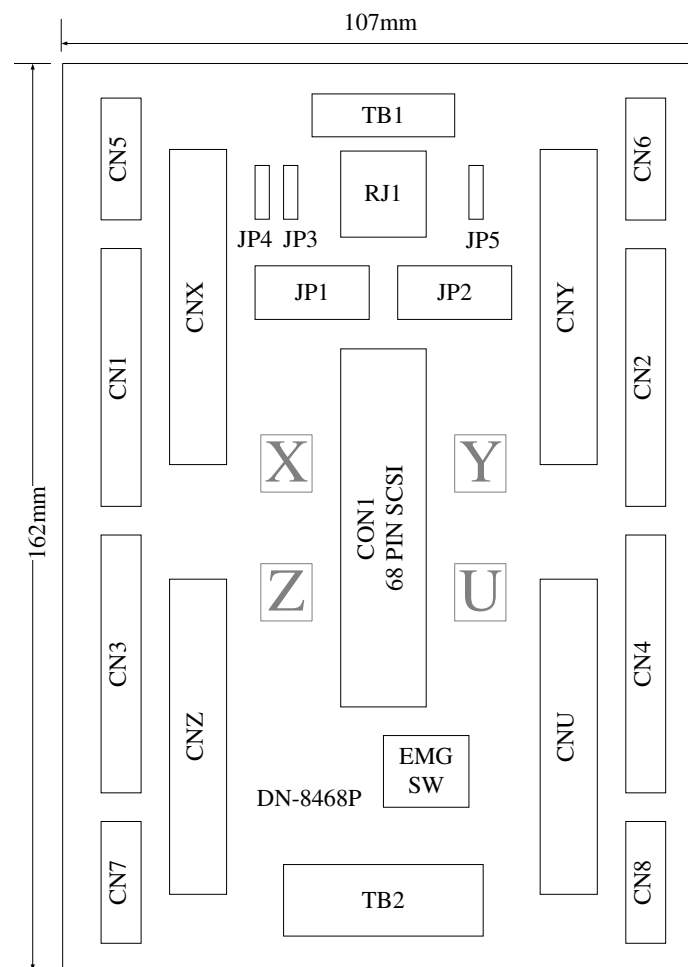 107mm
TB1
CN5
CN6
RJ1
JP4
JP3
JP5
CNX
CNY
JP1
JP2
CN1
CN2
X
Y
162mm
CON1
68 PIN SCSI
Z
U
CN3
CN4
CNZ
CNU
EMG
SW
DN-8468P
CN7
CN8
TB2